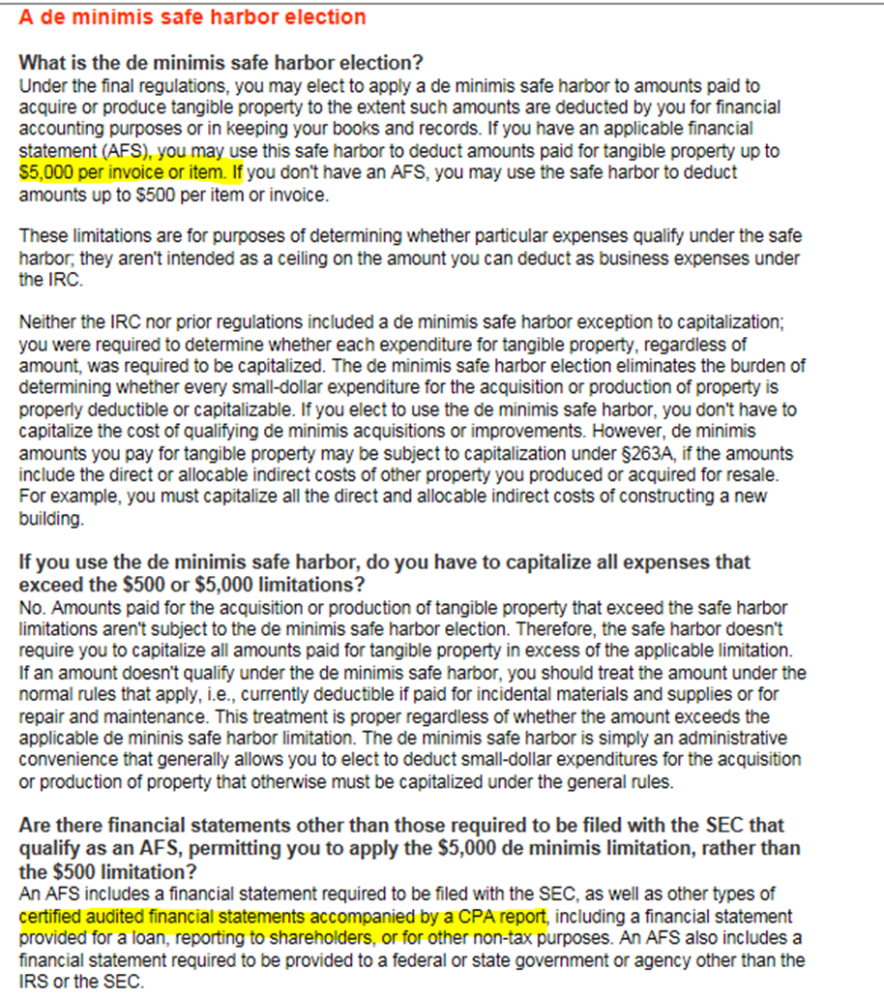 A de minimis safe harbor election
What is the de minimis safe harbor election?
Under the final regulations, you may elect to apply a de minimis safe harbor to amounts paid to
acquire or produce tangible property to the extent such amounts are deducted by you for financial
accounting purposes or in keeping your books and records. If you have an applicable financial
statement (AFS), you may use this safe harbor to deduct amounts paid for tangible property up to
$5,000 per invoice or item. If you don't have an AFS, you may use the safe harbor to deduct
amounts up to $500 per item or invoice.
These limitations are for purposes of determining whether particular expenses qualify under the safe
harbor; they aren't intended as a ceiling on the amount you can deduct as business expenses under
the IRC.
Neither the IRC nor prior regulations included a de minimis safe harbor exception to capitalization;
you were required to determine whether each expenditure for tangible property, regardless of
amount, was required to be capitalized. The de minimis safe harbor election eliminates the burden of
determining whether every small-dollar expenditure for the acquisition or production of property is
properly deductible or capitalizable. If you elect to use the de minimis safe harbor, you don't have to
capitalize the cost of qualifying de minimis acquisitions or improvements. However, de minimis
amounts you pay for tangible property may be subject to capitalization under §263A, if the amounts
include the direct or allocable indirect costs of other property you produced or acquired for resale.
For example, you must capitalize all the direct and allocable indirect costs of constructing a new
building.
If you use the de minimis safe harbor, do you have to capitalize all expenses that
exceed the $500 or $5,000 limitations?
No. Amounts paid for the acquisition or production of tangible property that exceed the safe harbor
limitations aren't subject to the de minimis safe harbor election. Therefore, the safe harbor doesn't
require you to capitalize all amounts paid for tangible property in excess of the applicable limitation.
If an amount doesn't qualify under the de minimis safe harbor, you should treat the amount under the
normal rules that apply, i.e., currently deductible if paid for incidental materials and supplies or for
repair and maintenance. This treatment is proper regardless of whether the amount exceeds the
applicable de mininis safe harbor limitation. The de minimis safe harbor is simply an administrative
convenience that generally allows you to elect to deduct small-dollar expenditures for the acquisition
or production of property that otherwise must be capitalized under the general rules.
Are there financial statements other than those required to be filed with the SEC that
qualify as an AFS, permitting you to apply the $5,000 de minimis limitation, rather than
the $500 limitation?
An AFS includes a financial statement required to be filed with the SEC, as well as other types of
certified audited financial statements accompanied by a CPA report, including a financial statement
provided for a loan, reporting to shareholders, or for other non-tax purposes. An AFS also includes a
financial statement required to be provided to a federal or state government or agency other than the
IRS or the SEC.